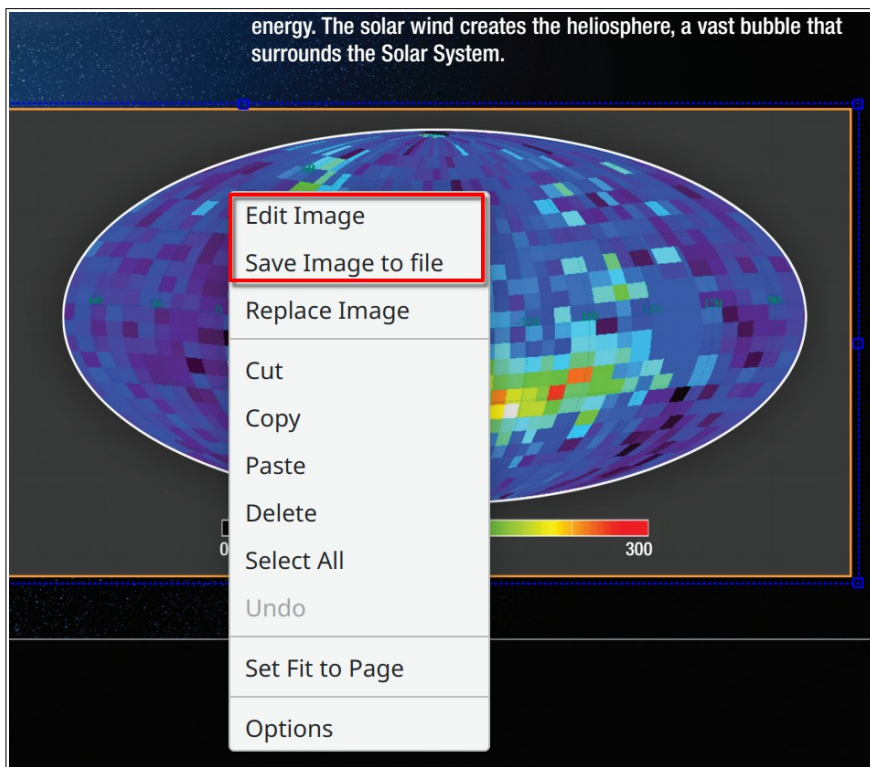 energy. The solar wind creates the heliosphere, a vast bubble that
surrounds the Solar System.
Edit Image
Save Image to file
Replace Image
Cut
Copy
Paste
Delete
Select All
Undo
Set Fit to Page
Options
0
300